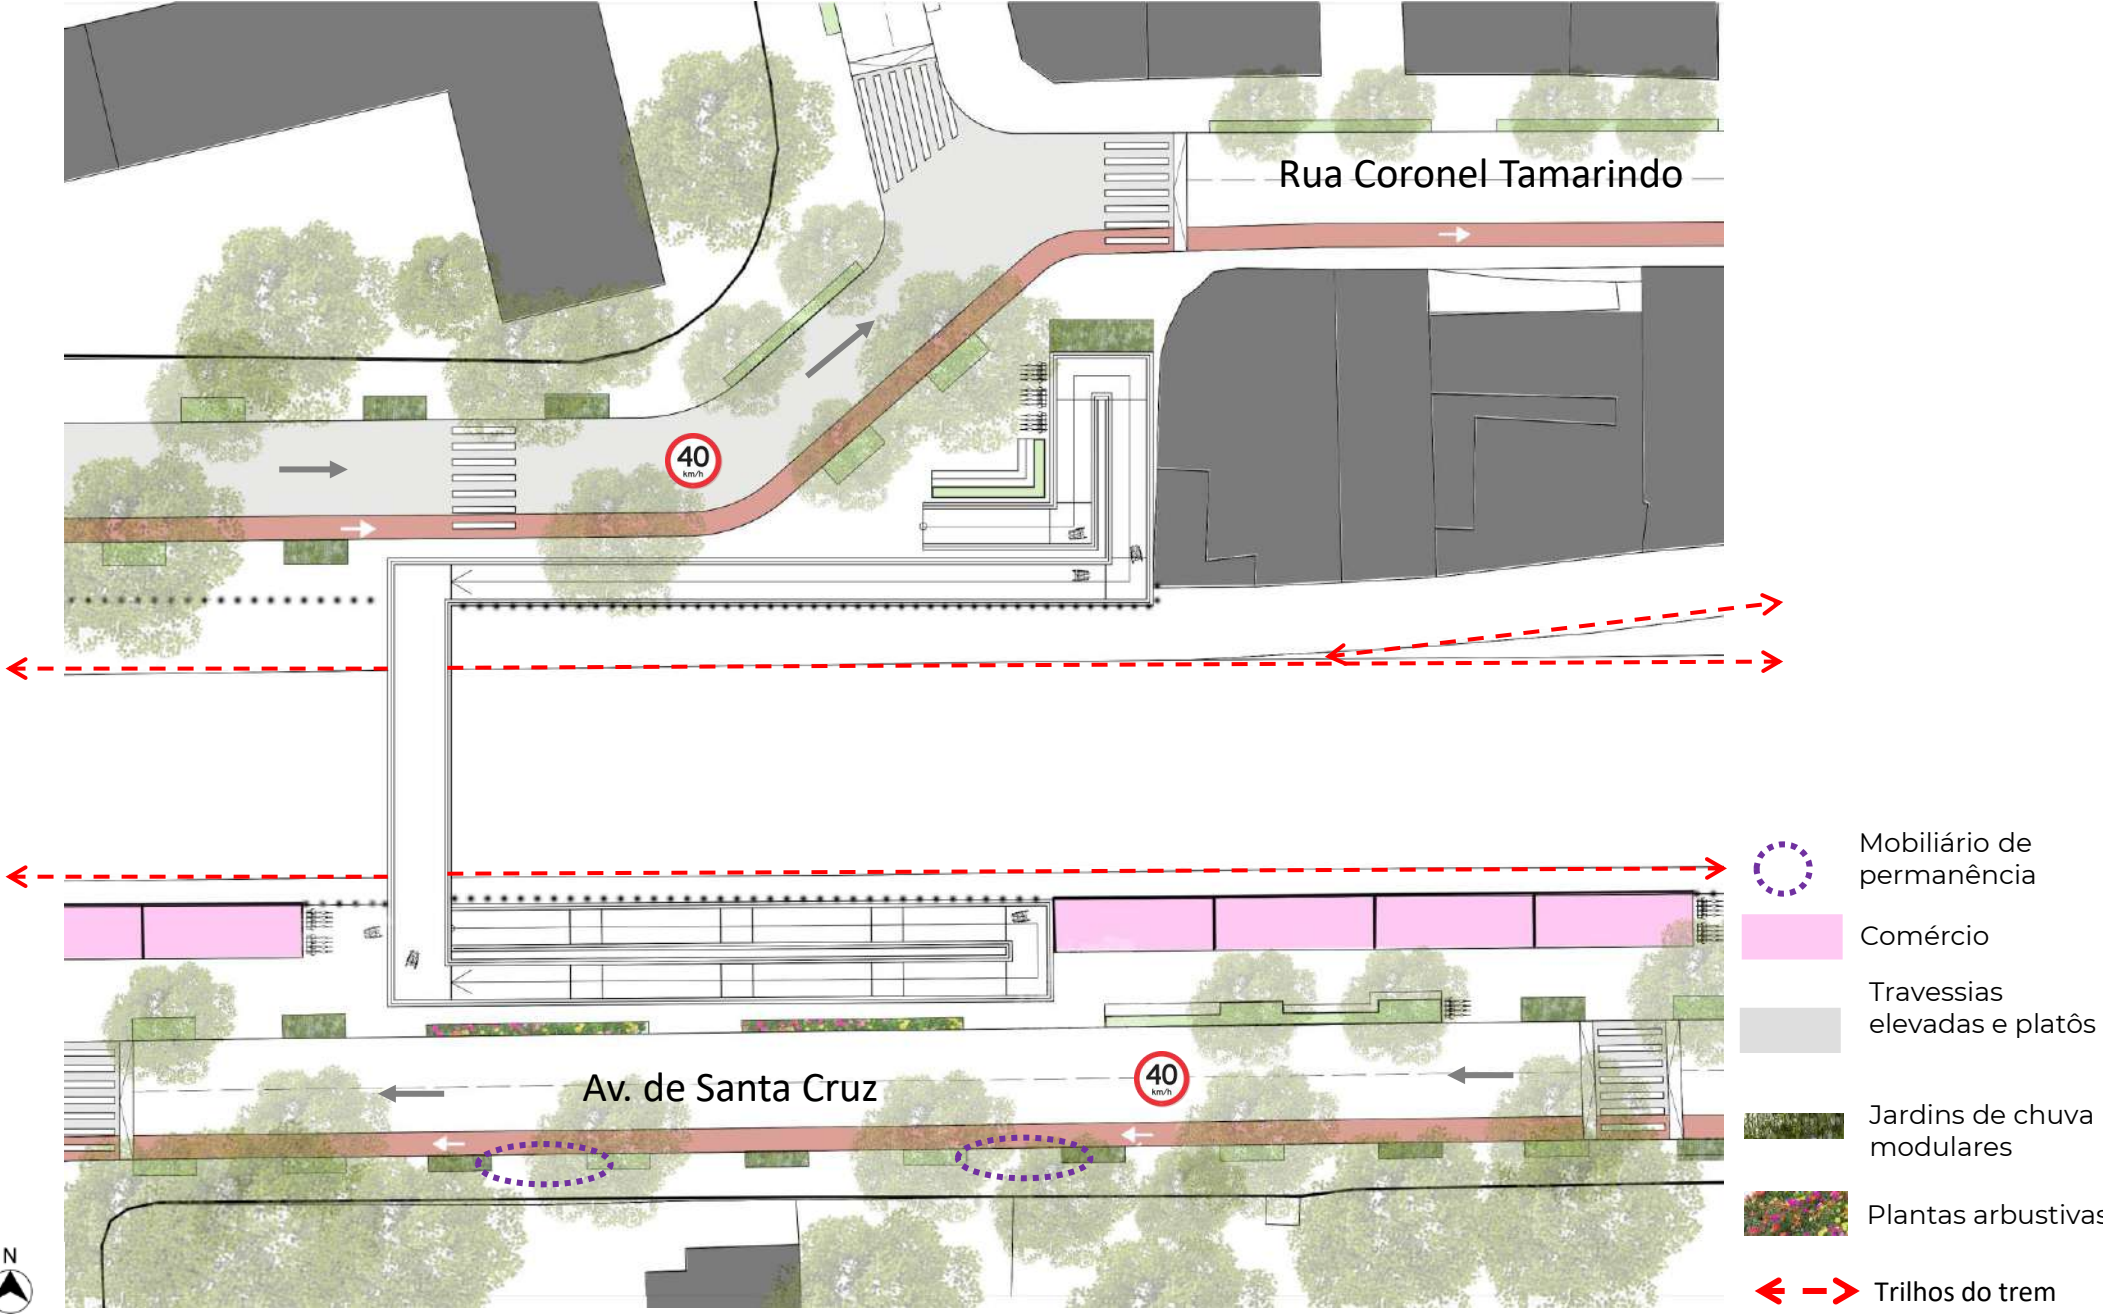 Rua Coronel Tamarindo
40
km/h
Mobiliário de
permanência
Comércio
Travessias
elevadas e platôs
40
km/h
Av. de Santa Cruz
Jardins de chuva
modulares
Plantas arbustivas
N
Trilhos do trem